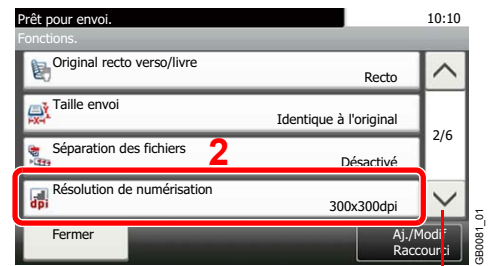 Prêt pour envoi. 10:10
Fonctions.
Original recto verso/livre
Recto
Taille envoi
Identique à l'original
2/6
Séparation des fichiers
2
Désactivé
Résolution de numérisation
dpi
300x300dpi
Fermer
Aj./Modif
Raccourci
GB0081_01